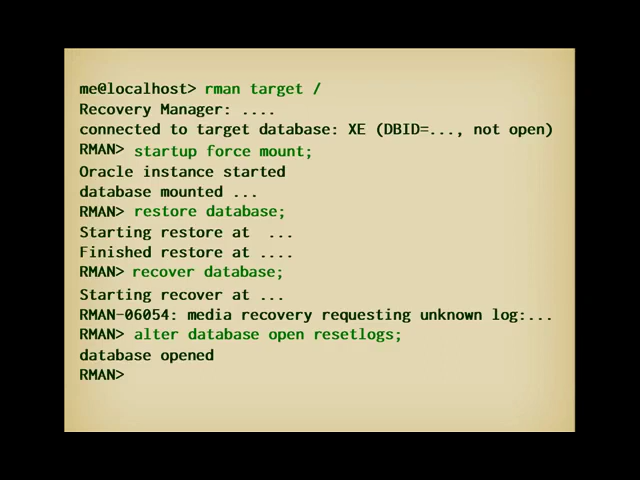 me@localhost> rman target /
Recovery Manager: ....
connected to target database: XE (DBID=..., not open)
RMAN> startup force mount;
Oracle instance started
database mounted ...
RMAN> restore database;
Starting restore at  ...
Finished restore at ....
RMAN> recover database;
Starting recover at ...
RMAN-06054: media recovery requesting unknown log:...
RMAN> alter database open resetlogs;
database opened
RMAN>